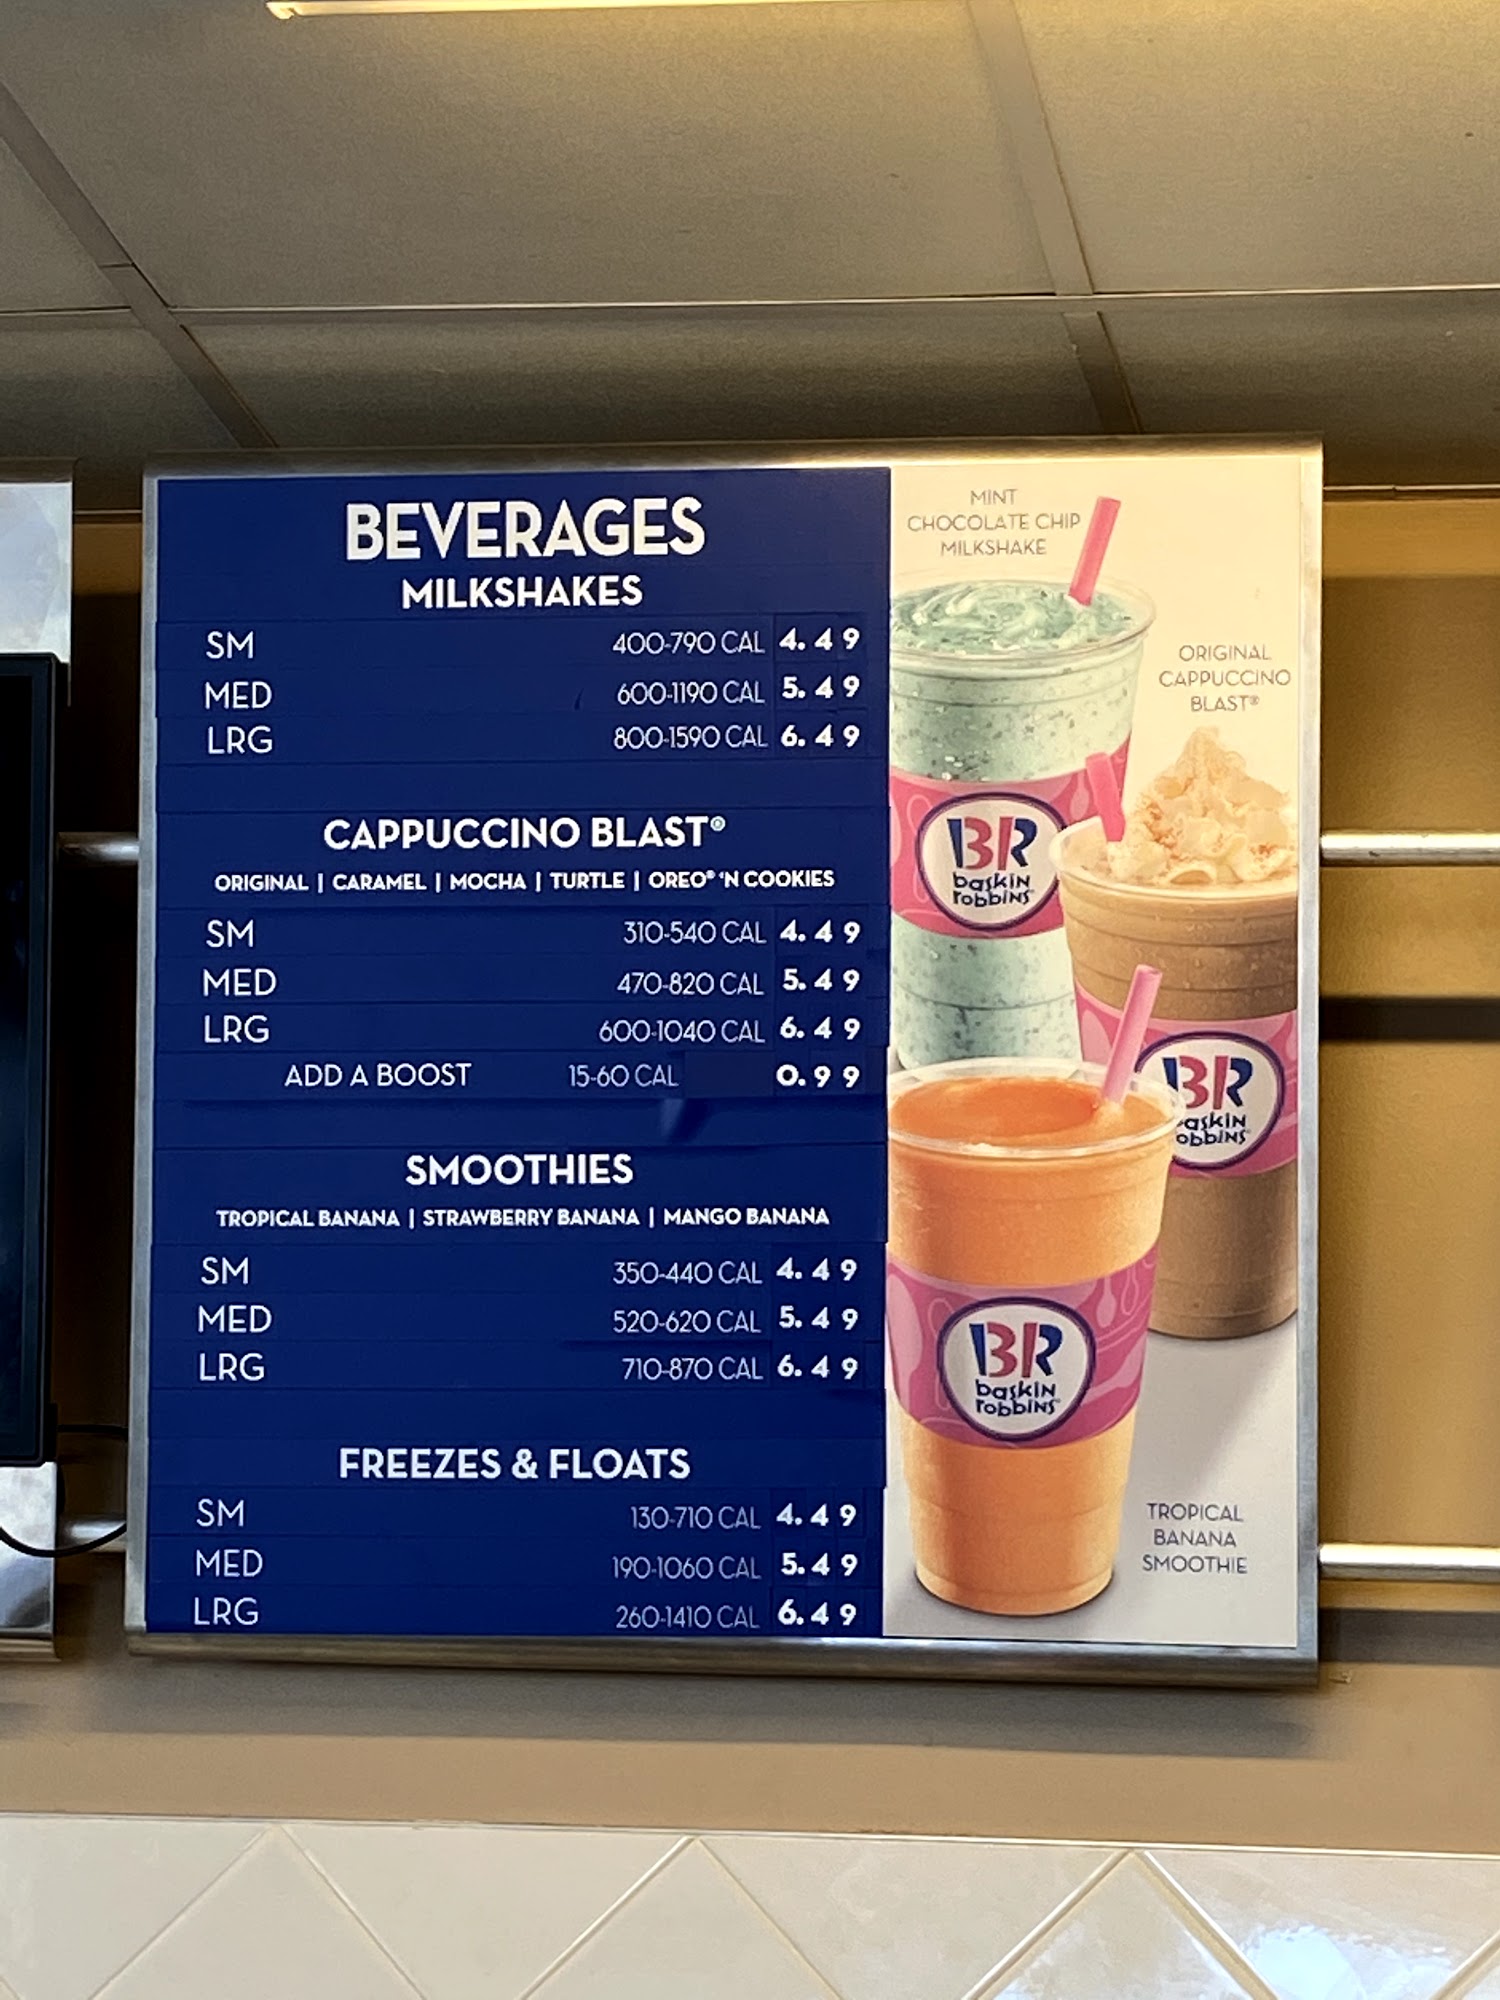 BEVERAGES
MILKSHAKES
SM 400-790 CAL 4.49
MED 600-1190 CAL 5.49
LRG 800-1590 CAL 6.49
CAPPUCCINO BLAST®
ORIGINAL | CARAMEL | MOCHA | TURTLE | OREO® 'N COOKIES
SM 310-540 CAL 4.49
MED 470-820 CAL 5.49
LRG 600-1040 CAL 6.49
ADD A BOOST 15-60 CAL 0.99
SMOOTHIES
TROPICAL BANANA | STRAWBERRY BANANA | MANGO BANANA
SM 350-440 CAL 4.49
MED 520-620 CAL 5.49
LRG 710-870 CAL 6.49
FREEZES & FLOATS
SM 130-710 CAL 4.49
MED 190-1060 CAL 5.49
LRG 260-1410 CAL 6.49
MINT
CHOCOLATE CHIP
MILKSHAKE
ORIGINAL
CAPPUCCINO
BLAST®
BR
baskin
robbins
BR
askin
obbins
BR
baskin
robbins
TROPICAL
BANANA
SMOOTHIE